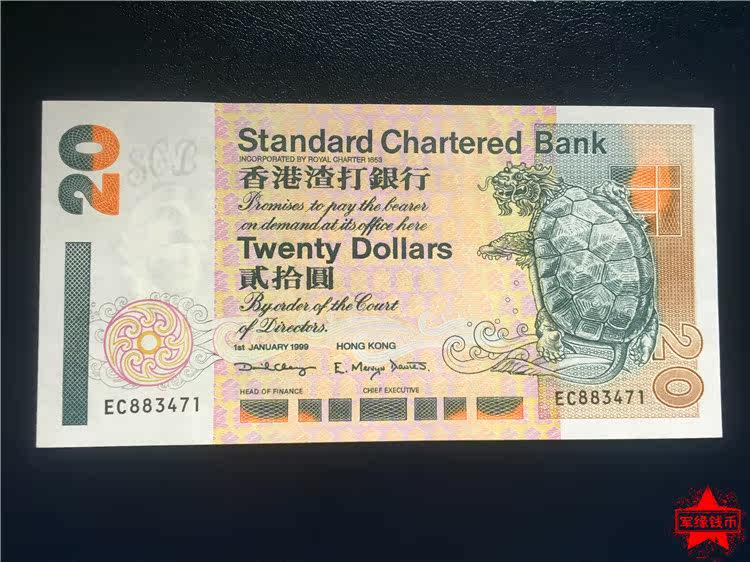 20
Standard Chartered Bank
INCORPORATED BY ROYAL CHARTER 1853
香港渣打銀行
Promises to pay the bearer
on demand at its office here
Twenty Dollars
貳拾圓
By order of the Court
of Directors.
1st JANUARY 1999 HONG KONG
E. Mervyn Davies.
HEAD OF FINANCE CHIEF EXECUTIVE
EC883471
EC883471
20
军缘钱币